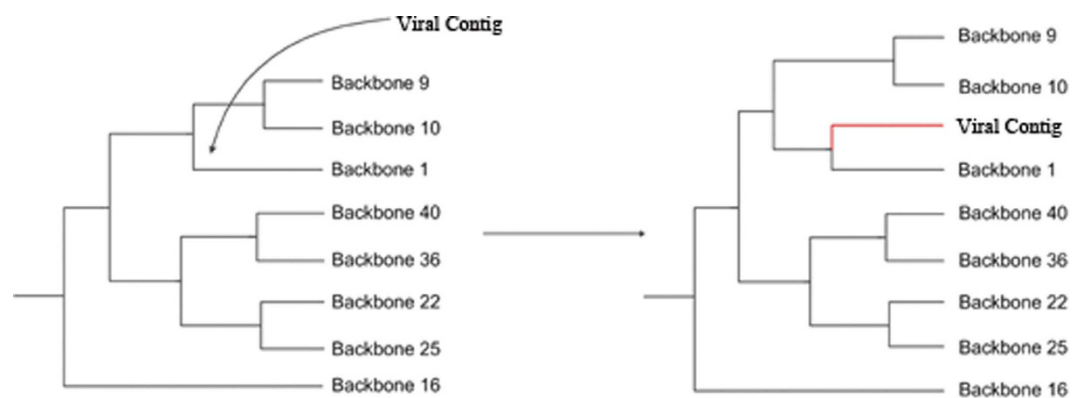 Viral Contig
Backbone 9
Backbone 10
Backbone 1
Backbone 40
Backbone 36
Backbone 22
Backbone 25
Backbone 16
Backbone 9
Backbone 10
Viral Contig
Backbone 1
Backbone 40
Backbone 36
Backbone 22
Backbone 25
Backbone 16